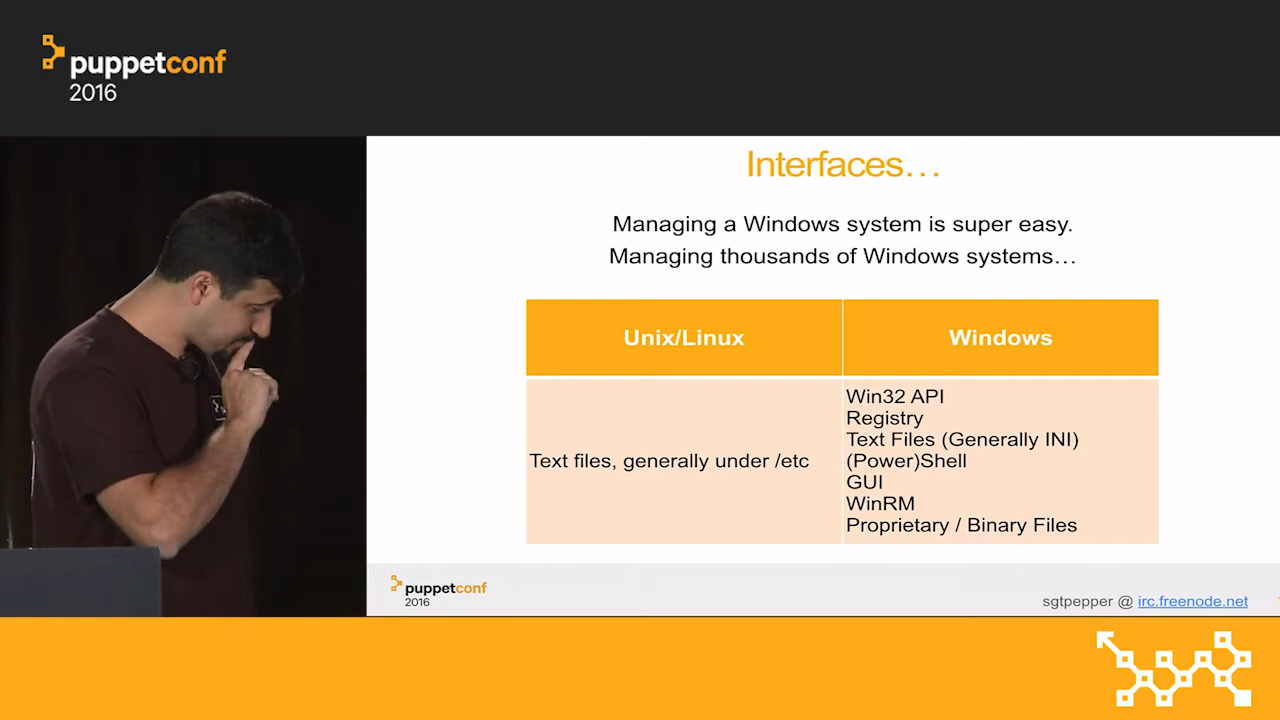 puppetconf
2016
Interfaces…
Managing a Windows system is super easy.
Managing thousands of Windows systems…
Unix/Linux
Windows
Text files, generally under /etc
Win32 API
Registry
Text Files (Generally INI)
(Power)Shell
GUI
WinRM
Proprietary / Binary Files
puppetconf
2016
sgtpepper @ irc.freenode.net